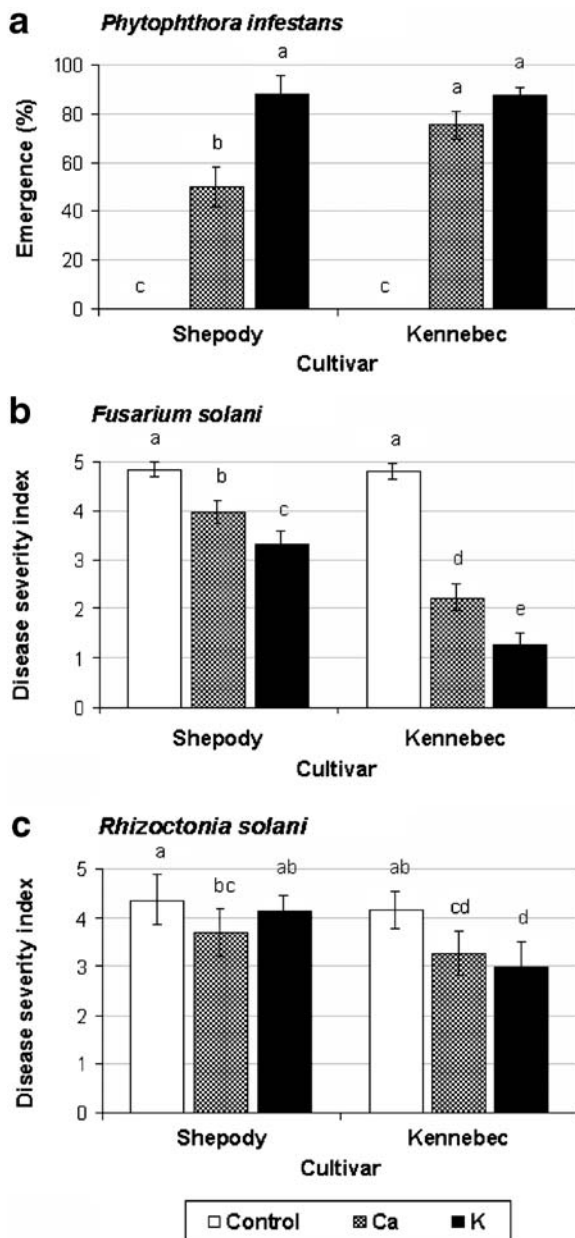 a Phytophthora infestans
a
a
a
b
c
c
100
80
60
40
20
0
Emergence (%)
Shepody Kennebec
Cultivar
b Fusarium solani
a
a
b
c
d
e
5
4
3
2
1
0
Disease severity index
Shepody Kennebec
Cultivar
c Rhizoctonia solani
a
bc
ab
ab
cd
d
5
4
3
2
1
0
Disease severity index
Shepody Kennebec
Cultivar
Control Ca K